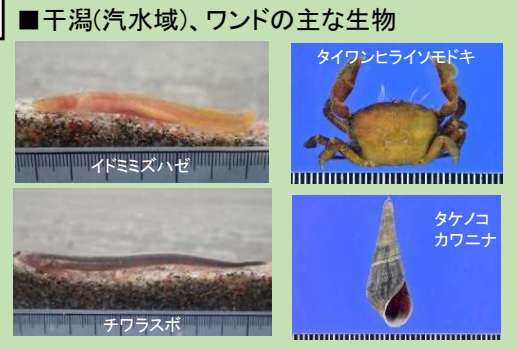 ■干潟(汽水域)、ワンドの主な生物
イドミミズハゼ
タイワンヒライソモドキ
チワラスボ
タケノコ
カワニナ